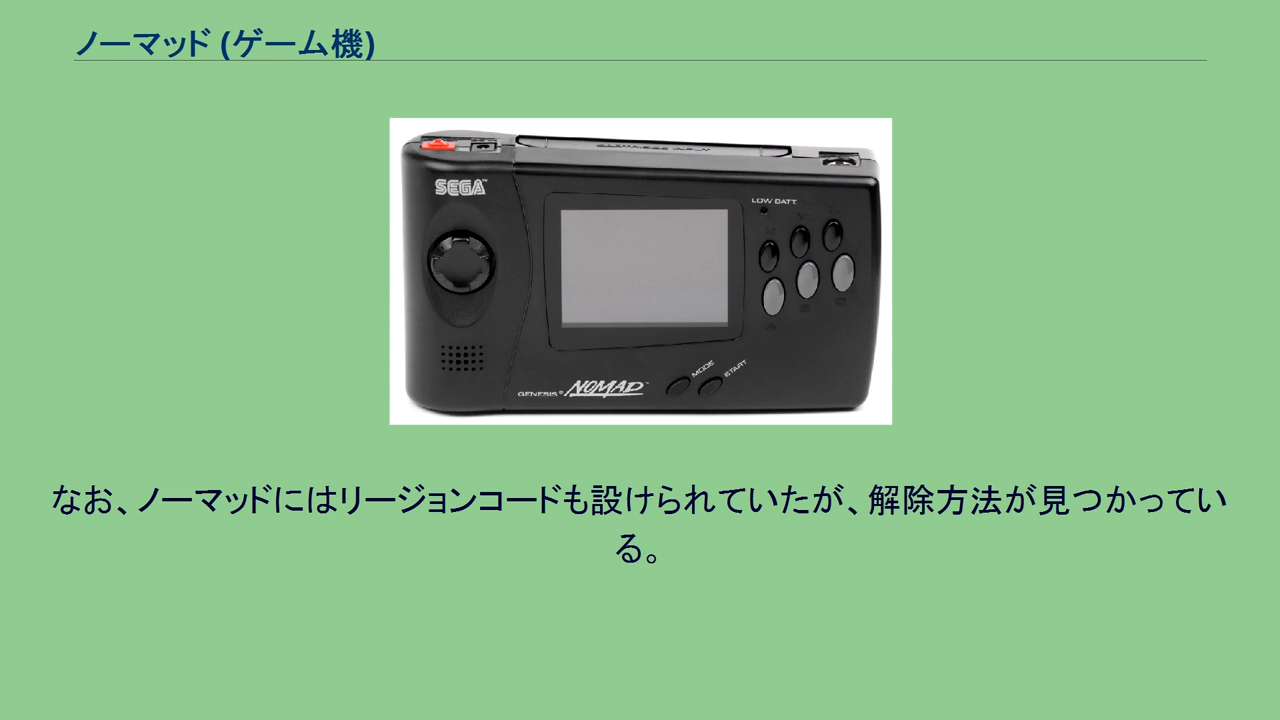 ノーマッド (ゲーム機)
SEGA™
LOW BATT.
MODE
START
GENESIS® NOMAD™
なお、ノーマッドにはリージョンコードも設けられていたが、解除方法が見つかってい
る。